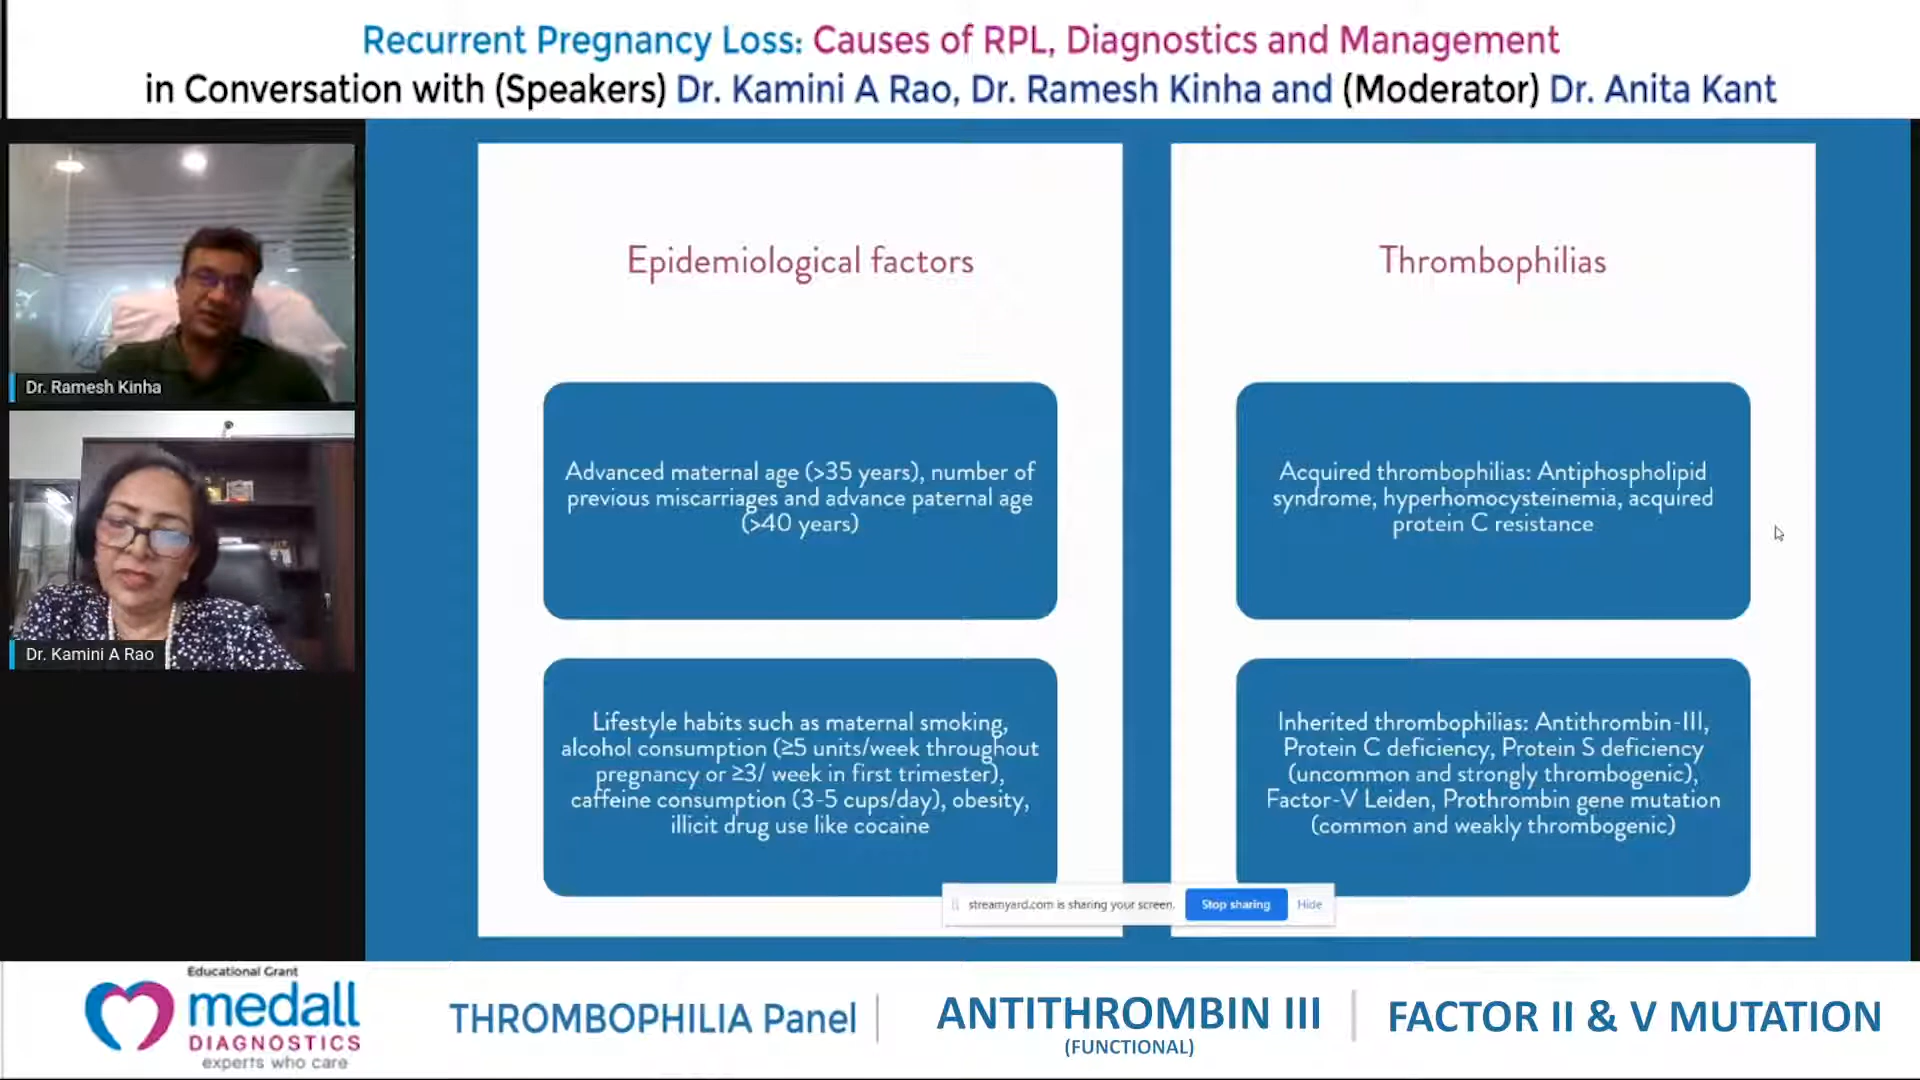 Recurrent Pregnancy Loss: Causes of RPL, Diagnostics and Management
in Conversation with (Speakers) Dr. Kamini A Rao, Dr. Ramesh Kinha and (Moderator) Dr. Anita Kant
Dr. Ramesh Kinha
Dr. Kamini A Rao
Epidemiological factors
Advanced maternal age (>35 years), number of
previous miscarriages and advance paternal age
(>40 years)
Lifestyle habits such as maternal smoking,
alcohol consumption (≥5 units/week throughout
pregnancy or ≥3/ week in first trimester),
caffeine consumption (3-5 cups/day), obesity,
illicit drug use like cocaine
Thrombophilias
Acquired thrombophilias: Antiphospholipid
syndrome, hyperhomocysteinemia, acquired
protein C resistance
Inherited thrombophilias: Antithrombin-III,
Protein C deficiency, Protein S deficiency
(uncommon and strongly thrombogenic),
Factor-V Leiden, Prothrombin gene mutation
(common and weakly thrombogenic)
streamyard.com is sharing your screen.
Stop sharing
Hide
Educational Grant
medall
DIAGNOSTICS
experts who care
THROMBOPHILIA Panel
ANTITHROMBIN III
(FUNCTIONAL)
FACTOR II & V MUTATION